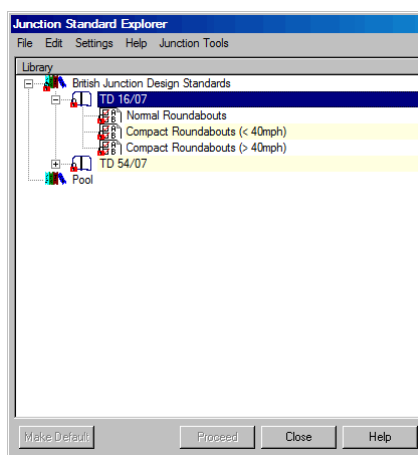 Junction Standard Explorer
File Edit Settings Help Junction Tools
Library
British Junction Design Standards
TD 16/07
Normal Roundabouts
Compact Roundabouts (< 40mph)
Compact Roundabouts (> 40mph)
TD 54/07
Pool
Make Default Proceed Close Help